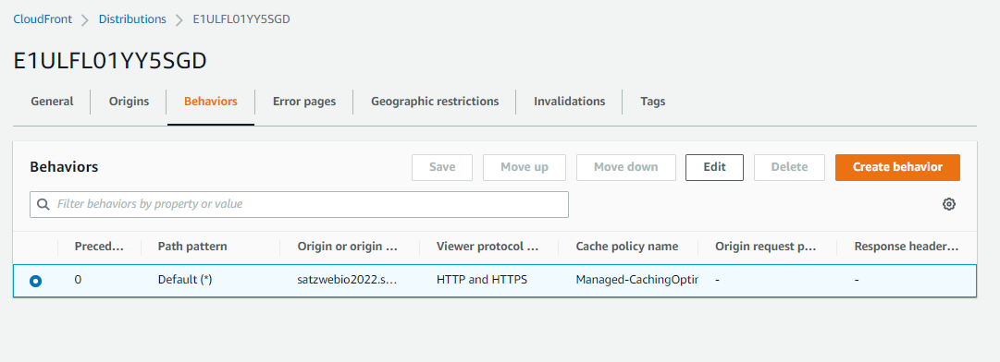 CloudFront > Distributions > E1ULFL01YY5SGD
E1ULFL01YY5SGD
General Origins Behaviors Error pages Geographic restrictions Invalidations Tags
Behaviors Save Move up Move down Edit Delete Create behavior
Filter behaviors by property or value
Preced... Path pattern Origin or origin ... Viewer protocol ... Cache policy name Origin request p... Response header...
0 Default (*) satzwebio2022.s... HTTP and HTTPS Managed-CachingOptin - -